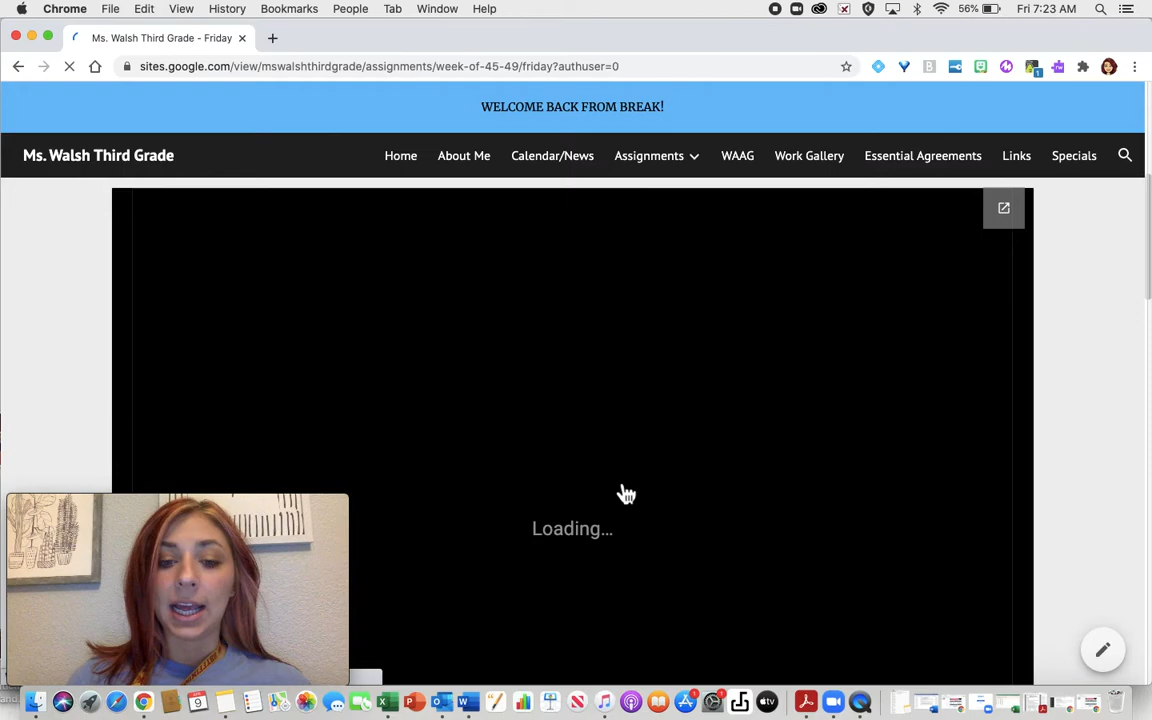 Chrome File Edit View History Bookmarks People Tab Window Help 56% Fri 7:23 AM
Ms. Walsh Third Grade - Friday
sites.google.com/view/mswalshthirdgrade/assignments/week-of-45-49/friday?authuser=0
WELCOME BACK FROM BREAK!
Ms. Walsh Third Grade Home About Me Calendar/News Assignments WAAG Work Gallery Essential Agreements Links Specials
Loading...